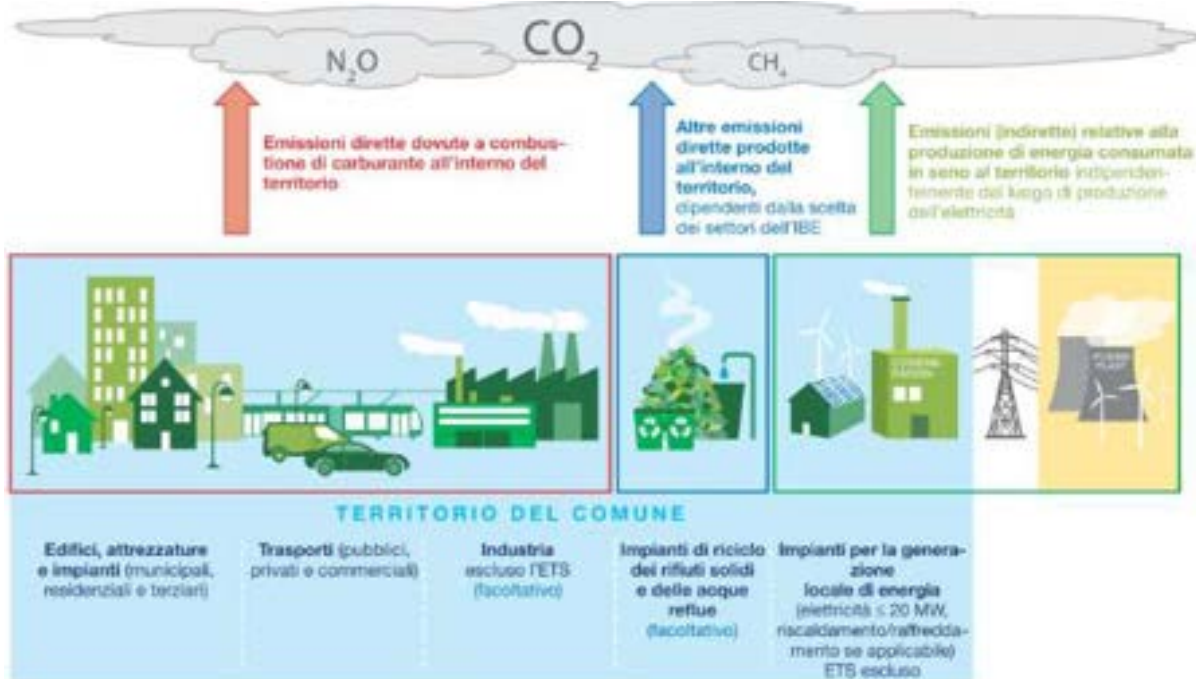 CO₂
N₂O
CH₄
Emissioni dirette dovute a combus-
tione di carburante all'interno del
territorio
Altre emissioni
dirette prodotte
all'interno del
territorio,
dipendenti dalla scelta
dei settori dell'IBE
Emissioni (indirette) relative alla
produzione di energia consumata
in seno al territorio indipenden-
temente dal luogo di produzione
dell'elettricità
POWER
PLANT
TERRITORIO DEL COMUNE
Edifici, attrezzature
e impianti (municipali,
residenziali e terziari)
Trasporti (pubblici,
privati e commerciali)
Industria
escluso l'ETS
(facoltativo)
Impianti di riciclo
dei rifiuti solidi
e delle acque
reflue
(facoltativo)
Impianti per la genera-
zione
locale di energia
(elettricità ≤ 20 MW,
riscaldamento/raffredda-
mento se applicabile)
ETS escluso